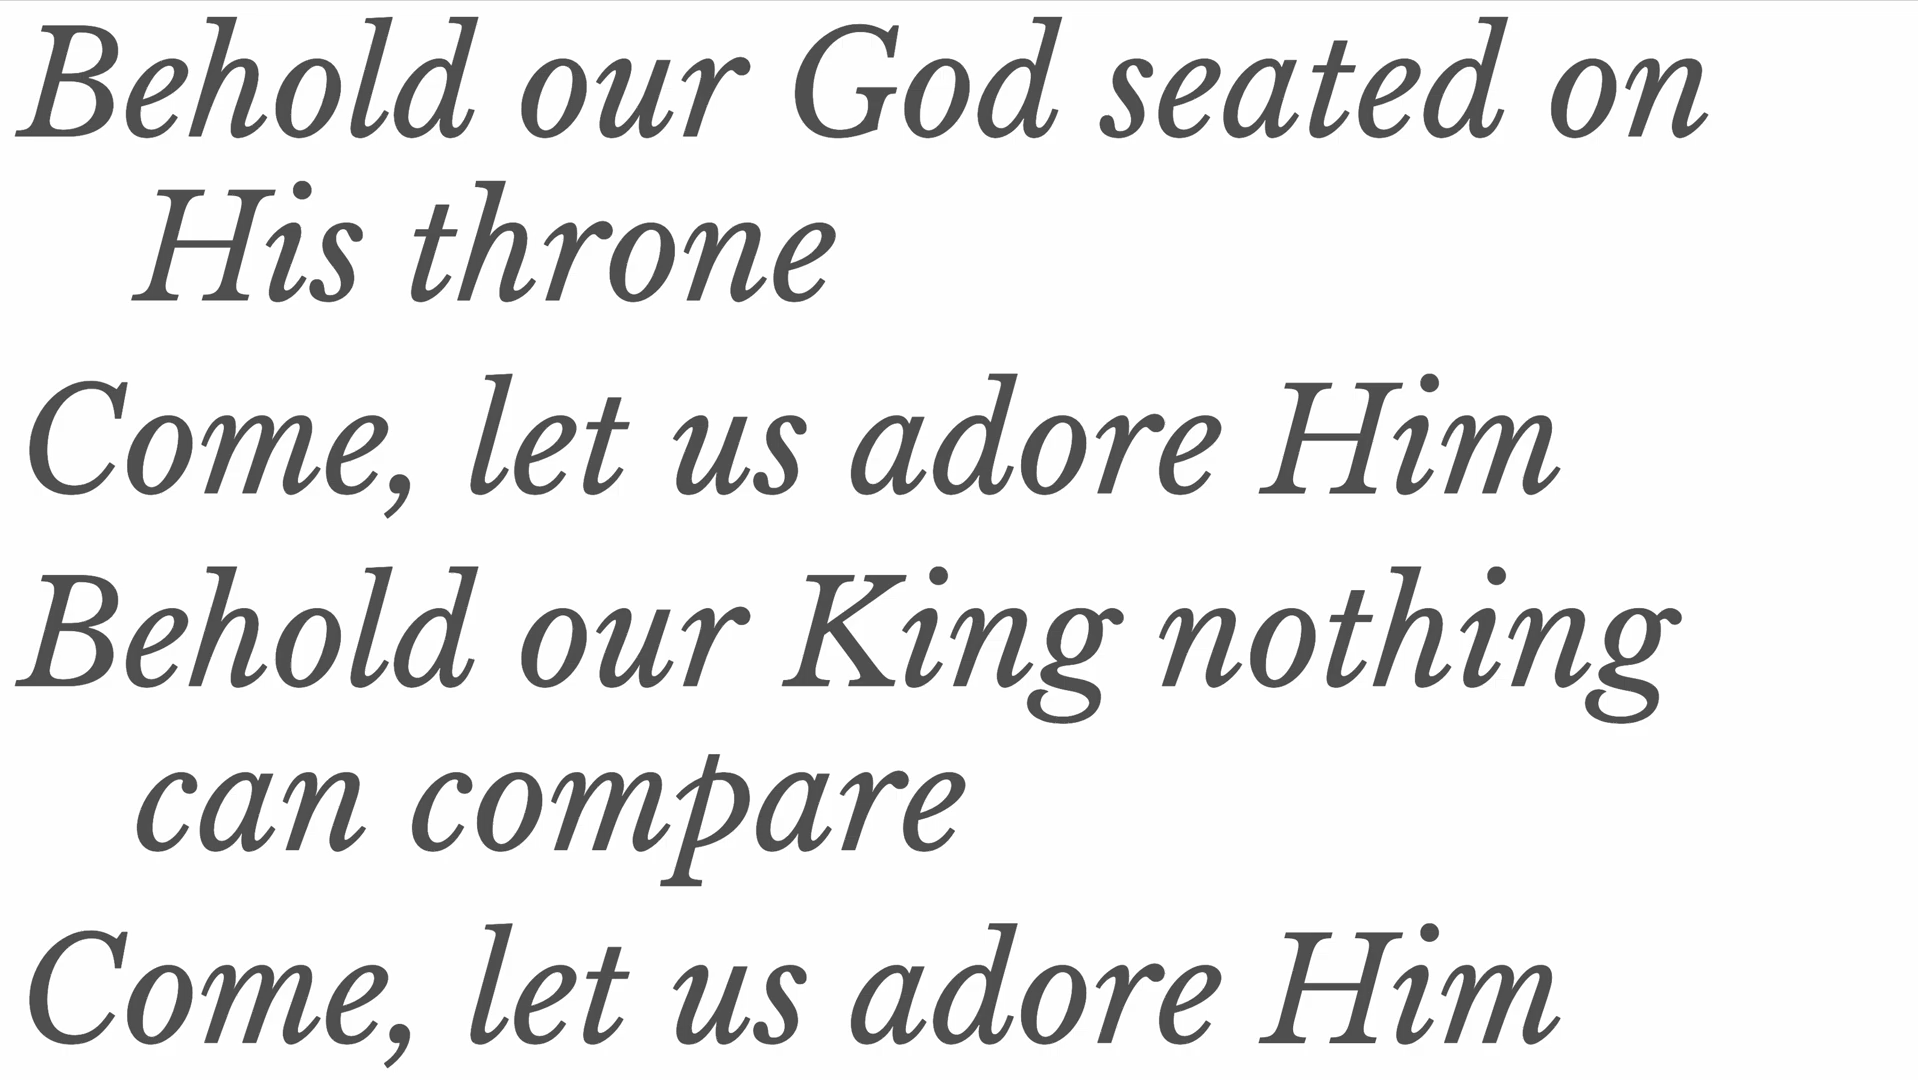 Behold our God seated on
His throne
Come, let us adore Him
Behold our King nothing
can compare
Come, let us adore Him